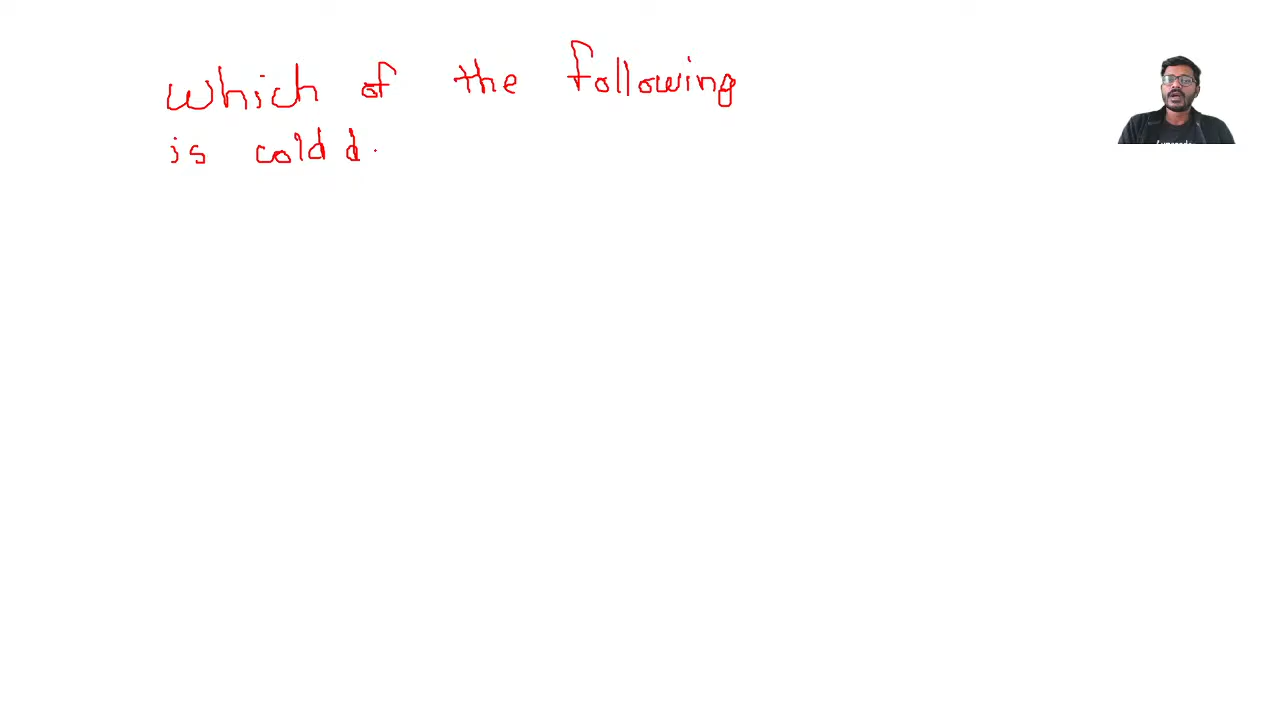 Which of the following
is cold d.